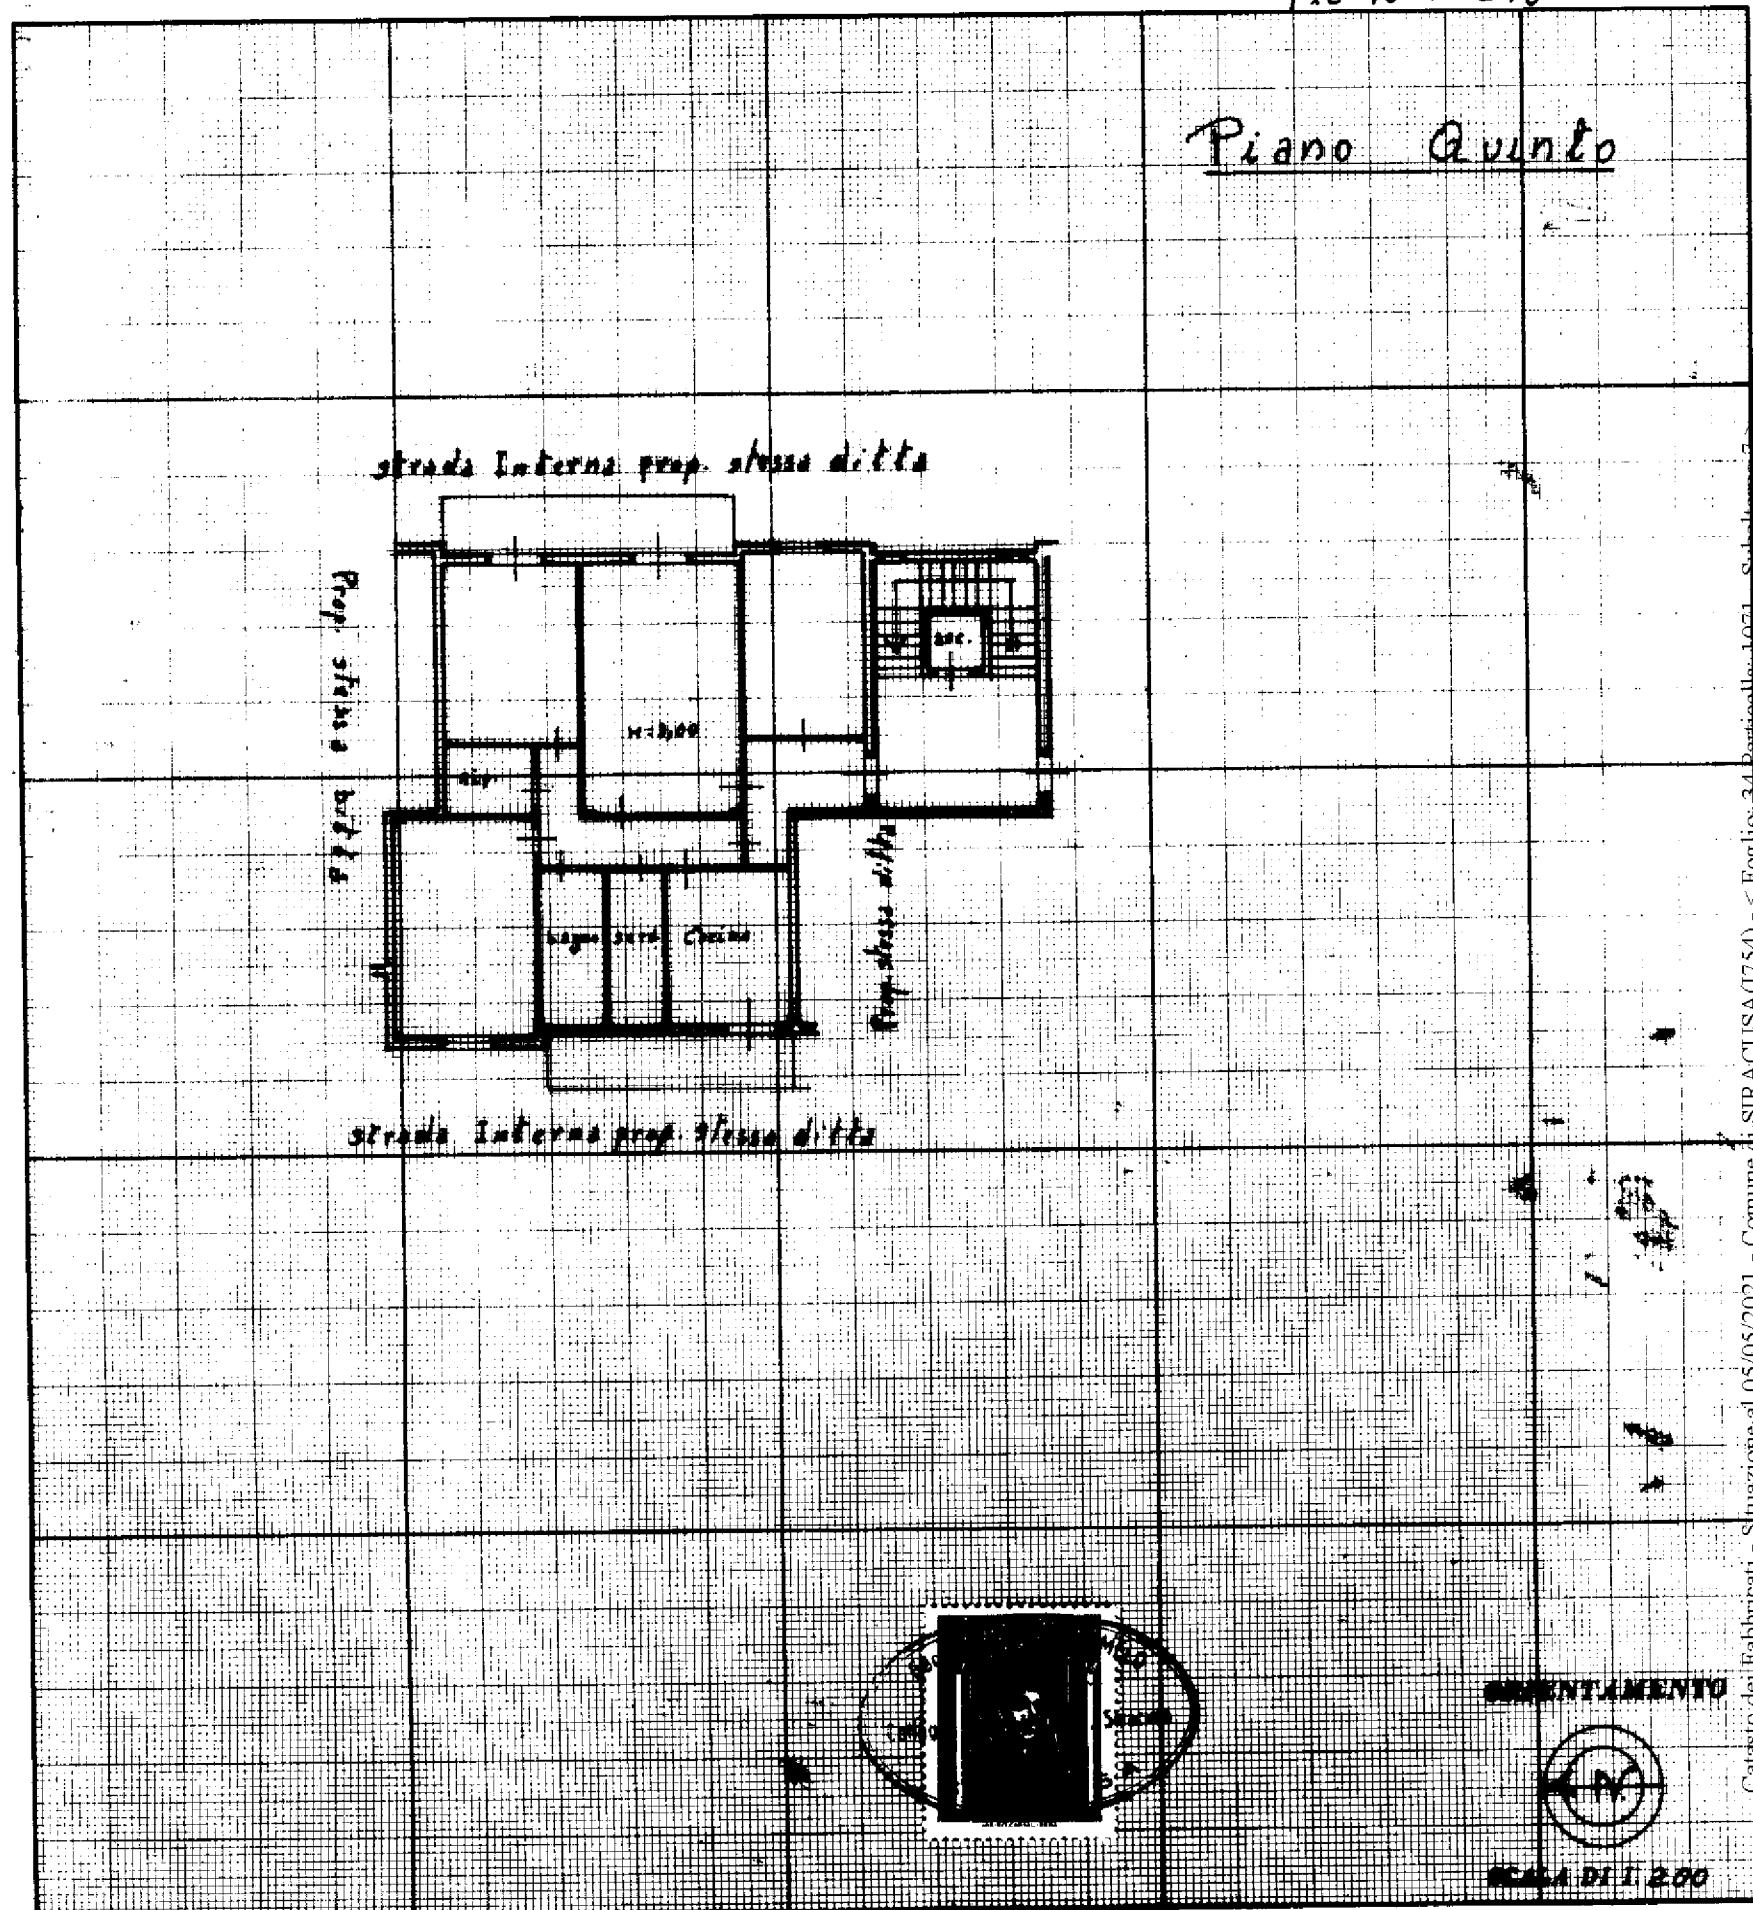 Piano Quinto
strada Interna prop. stessa ditta
Prop. stessa ditta
asc.
H=3,00
Rip.
bagno
Cucina
Prop. stessa ditta
strada Interna prop. stessa ditta
Catasto dei Fabbricati - Situazione al 05/05/2021 - Comune di SIRACUSA(I754) - < Foglio: 34 Particella: 1071 - Subalterno 7 >
ORIENTAMENTO
N
SCALA DI 1: 200